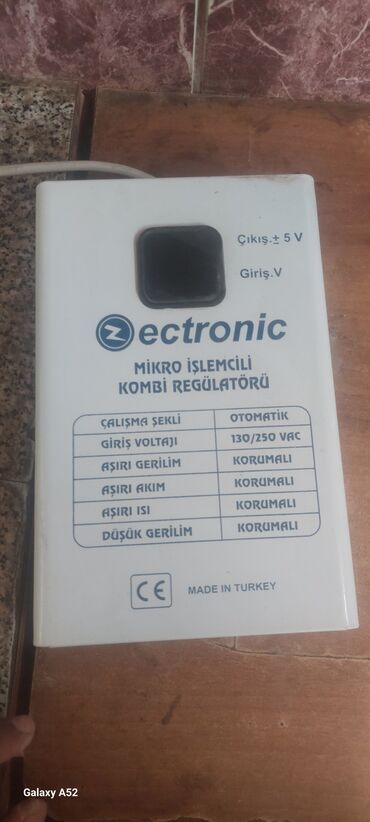 Çıkış.± 5 V
Giriş.V
Zectronic
MİKRO İŞLEMCİLİ
KOMBİ REGÜLATÖRÜ
ÇALIŞMA ŞEKLİ OTOMATİK
GİRİŞ VOLTAJI 130/250 VAC
AŞIRI GERİLİM KORUMALI
AŞIRI AKIM KORUMALI
AŞIRI ISI KORUMALI
DÜŞÜK GERİLİM KORUMALI
CE MADE IN TURKEY
Galaxy A52